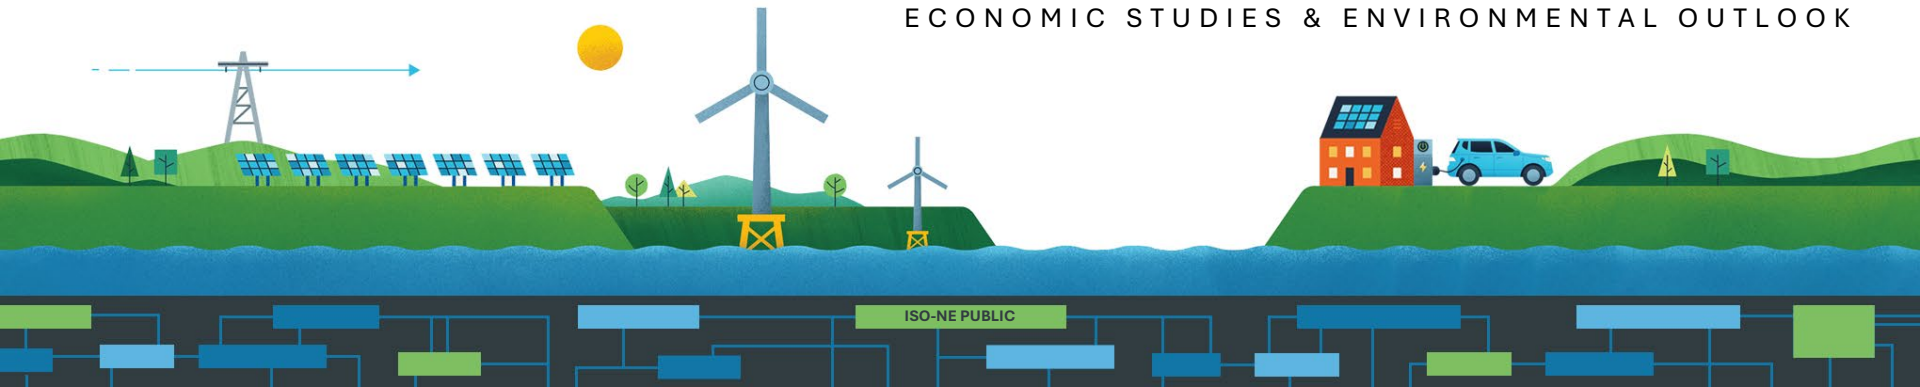 ECONOMIC STUDIES & ENVIRONMENTAL OUTLOOK
ISO-NE PUBLIC